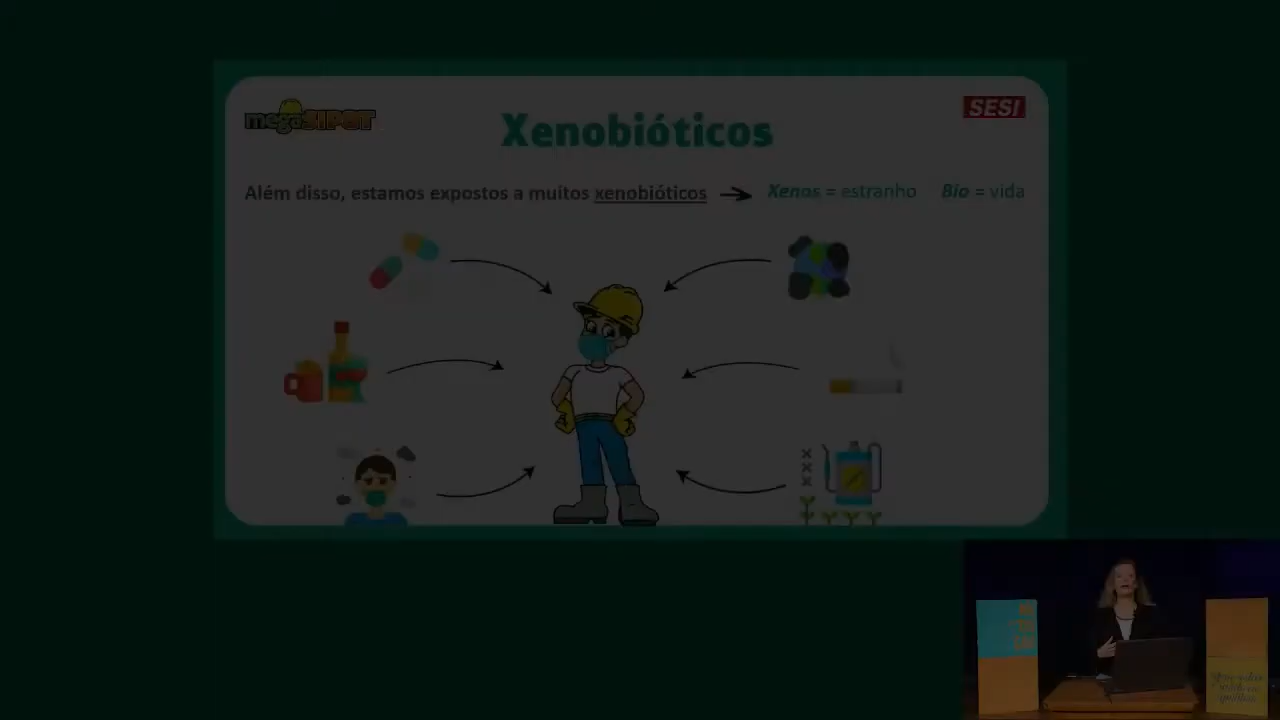 megaSIPAT
SESI
Xenobióticos
Além disso, estamos expostos a muitos xenobióticos
Xenos = estranho Bio = vida